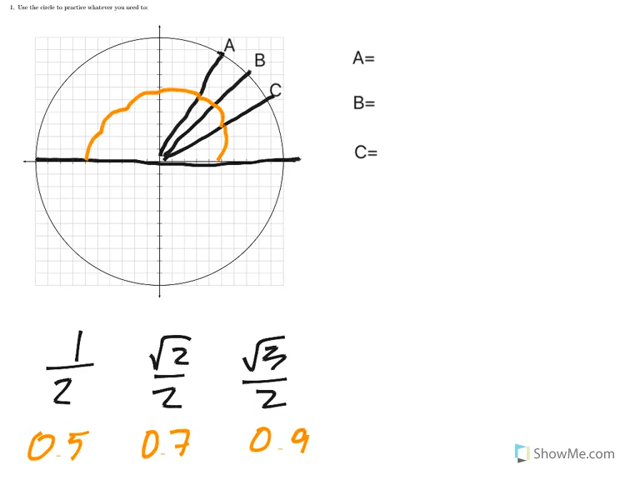 1. Use the circle to practice whatever you need to:
A
B
C
A=
B=
C=
1/2 √2/2 √3/2
0.5 0.7 0.9
ShowMe.com